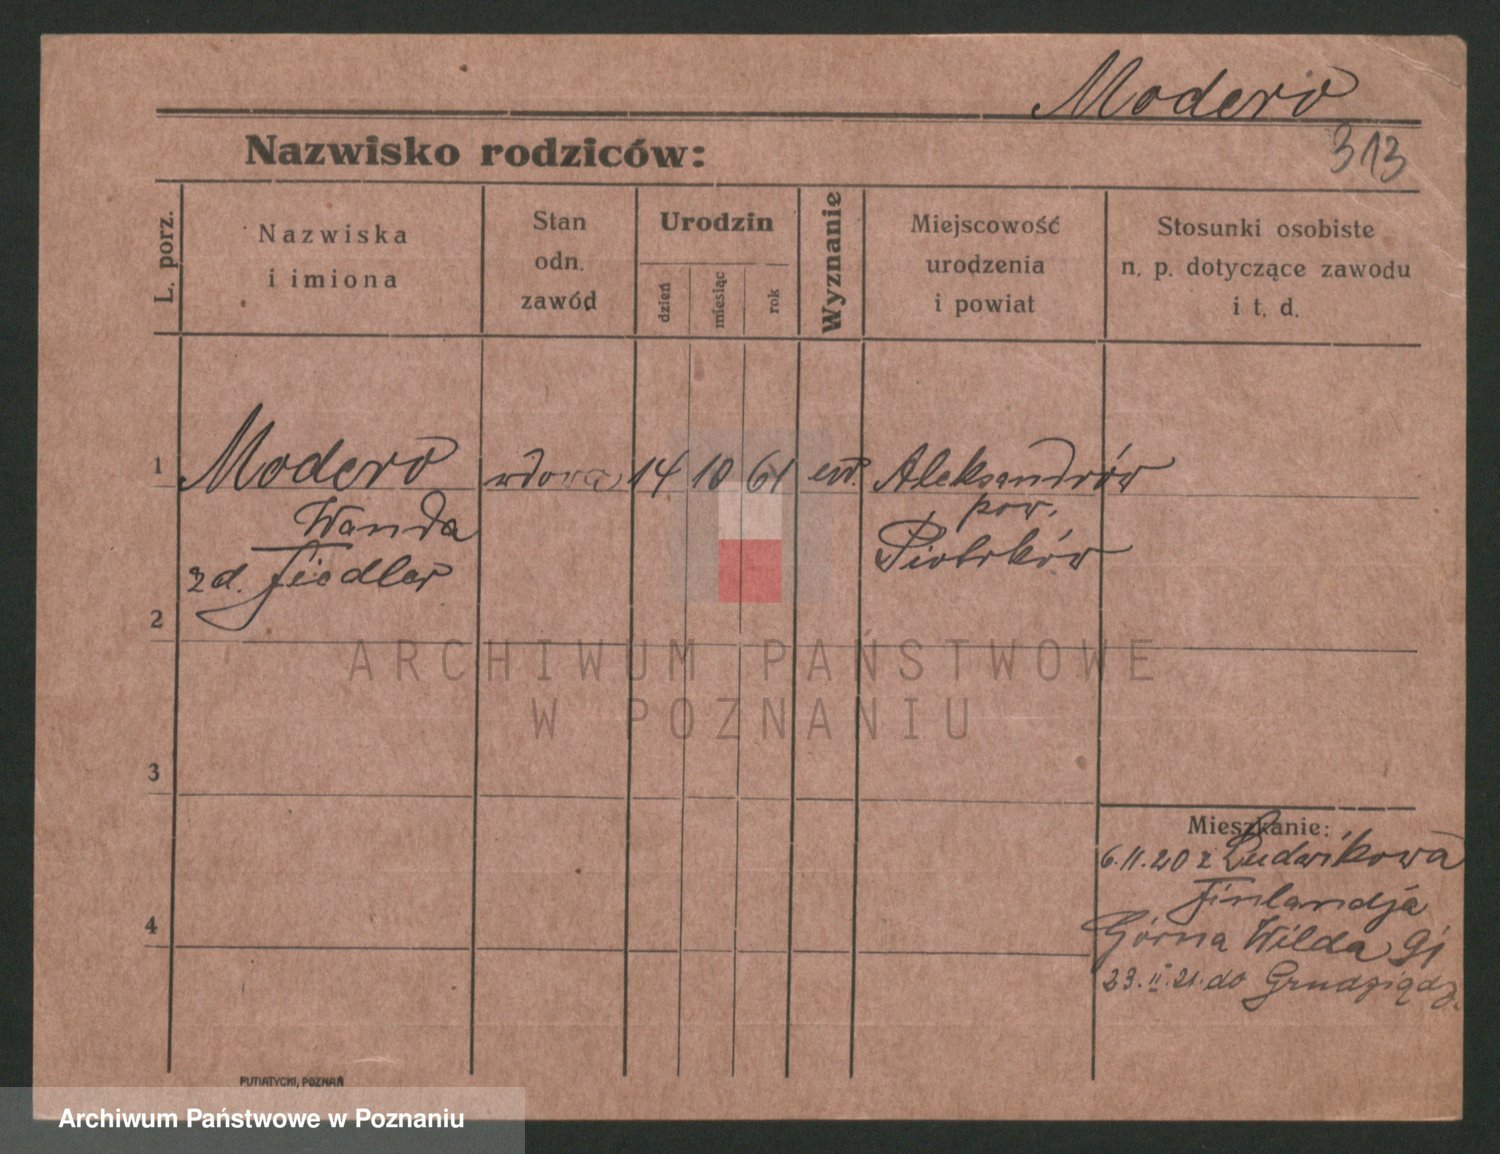 Modero
313
Nazwisko rodziców:
L. porz.
Nazwiska
i imiona
Stan
odn.
zawód
Urodzin
dzień
miesiąc
rok
Wyznanie
Miejscowość
urodzenia
i powiat
Stosunki osobiste
n. p. dotyczące zawodu
i t. d.
1 Modero wdowa 14 10 61 ew. Aleksandrów
Wanda pow.
zd. Fiedler Piotrków
2
ARCHIWUM PAŃSTWOWE
W POZNANIU
3
Mieszkanie:
6.11.20 z Ludwikowa
Finlandja
4
Górna Wilda 91
23.II.21. do Grudziądz.
PUTIATYCKI, POZNAŃ
Archiwum Państwowe w Poznaniu